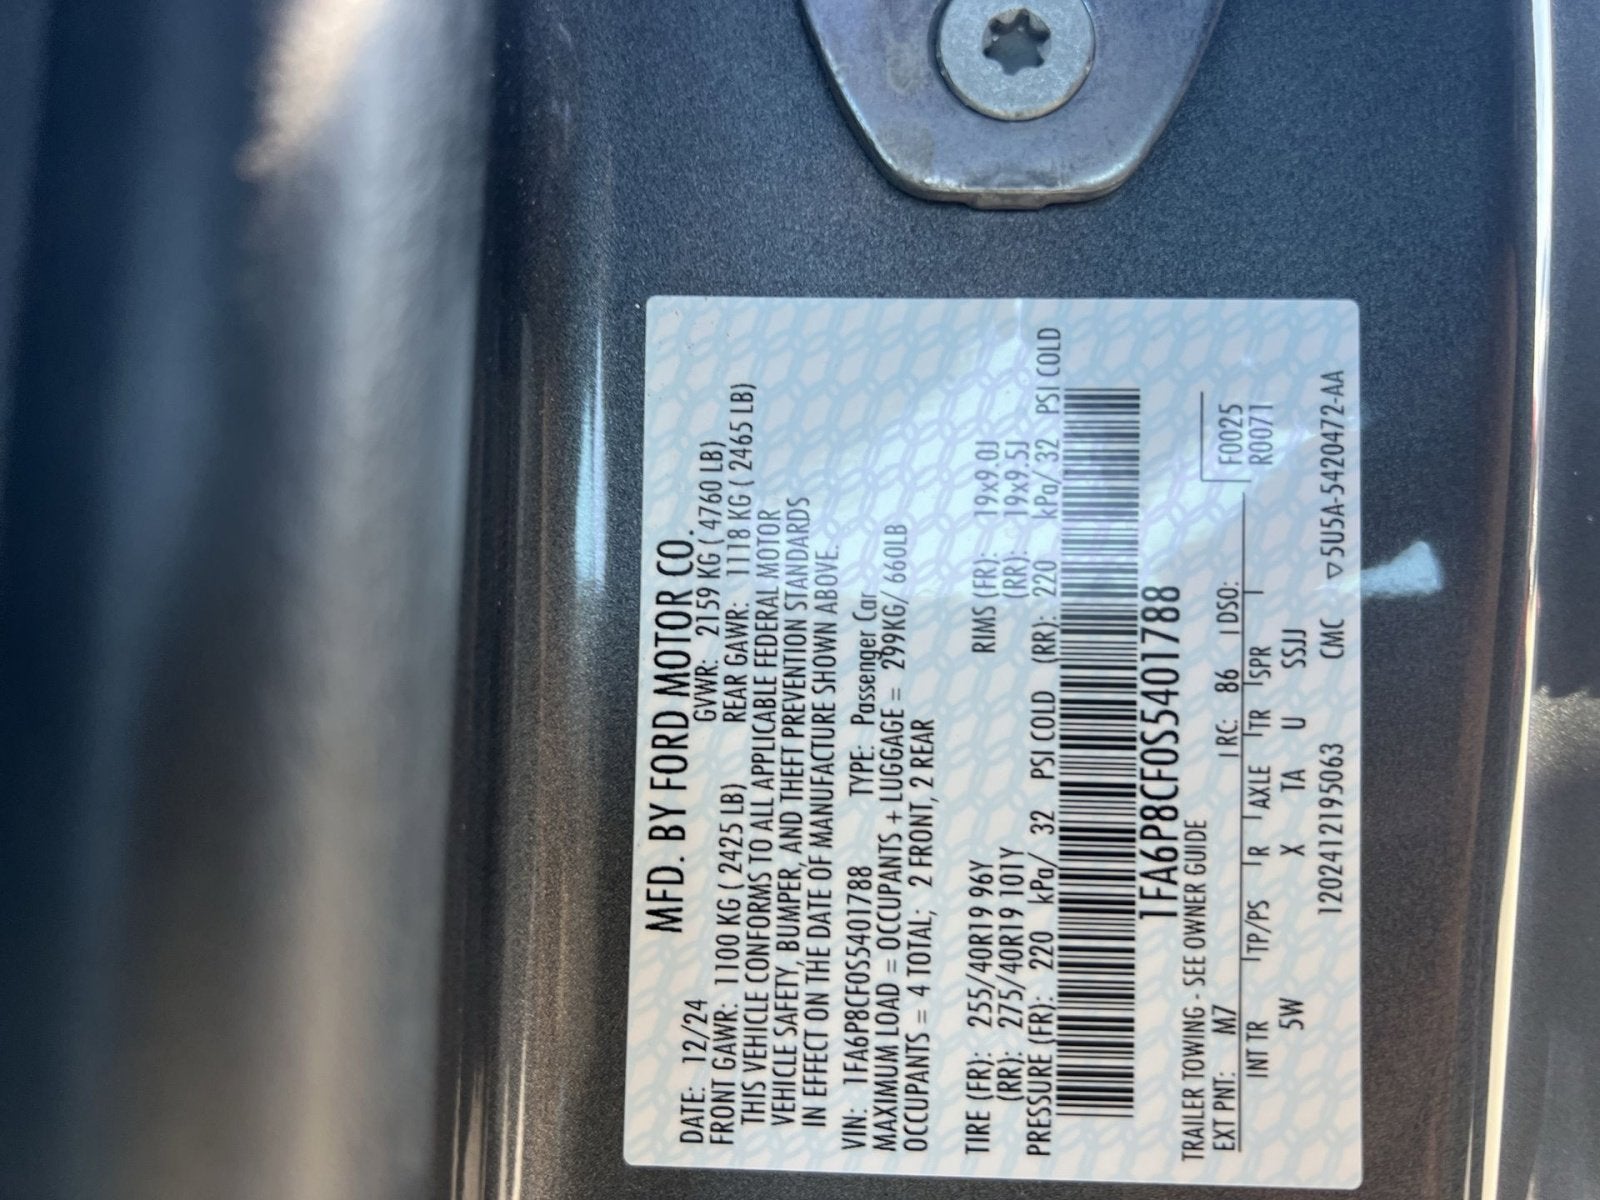 MFD. BY FORD MOTOR CO.
DATE: 12/24 GVWR: 2159 KG ( 4760 LB)
FRONT GAWR: 1100 KG ( 2425 LB) REAR GAWR: 1118 KG ( 2465 LB)
THIS VEHICLE CONFORMS TO ALL APPLICABLE FEDERAL MOTOR
VEHICLE SAFETY, BUMPER, AND THEFT PREVENTION STANDARDS
IN EFFECT ON THE DATE OF MANUFACTURE SHOWN ABOVE.
VIN: 1FA6P8CF0S5401788 TYPE: Passenger Car
MAXIMUM LOAD = OCCUPANTS + LUGGAGE = 299KG/ 660LB
OCCUPANTS = 4 TOTAL; 2 FRONT, 2 REAR
TIRE (FR): 255/40R19 96Y RIMS (FR): 19x9.0J
(RR): 275/40R19 101Y (RR): 19x9.5J
PRESSURE (FR): 220 kPa/ 32 PSI COLD (RR): 220 kPa/ 32 PSI COLD
1FA6P8CF0S5401788
TRAILER TOWING - SEE OWNER GUIDE
F0025
EXT PNT: M7 RC: 86 DSO:
R0071
INT TR TP/PS R AXLE TR SPR
5W X TA U SSJJ
120241219506​3 CMC ▽5U5A-5420472-AA